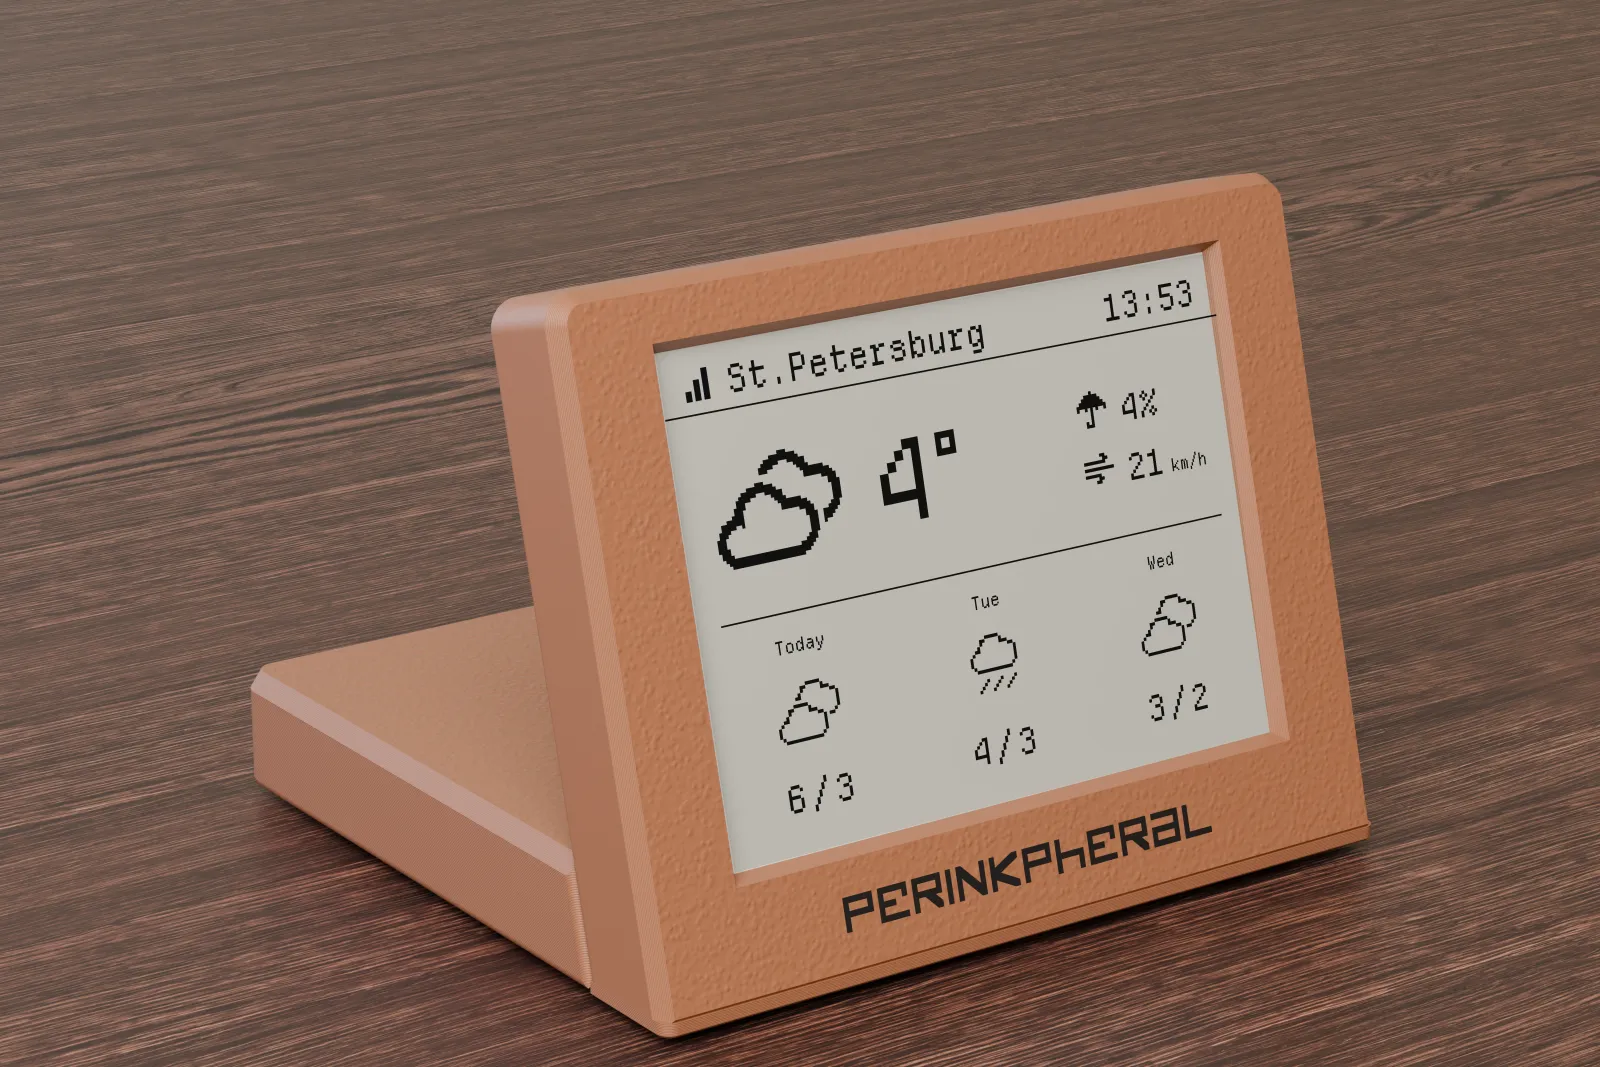 St.Petersburg 13:53
4° 4%
21 km/h
Today Tue Wed
6/3 4/3 3/2
PERINKPHERAL